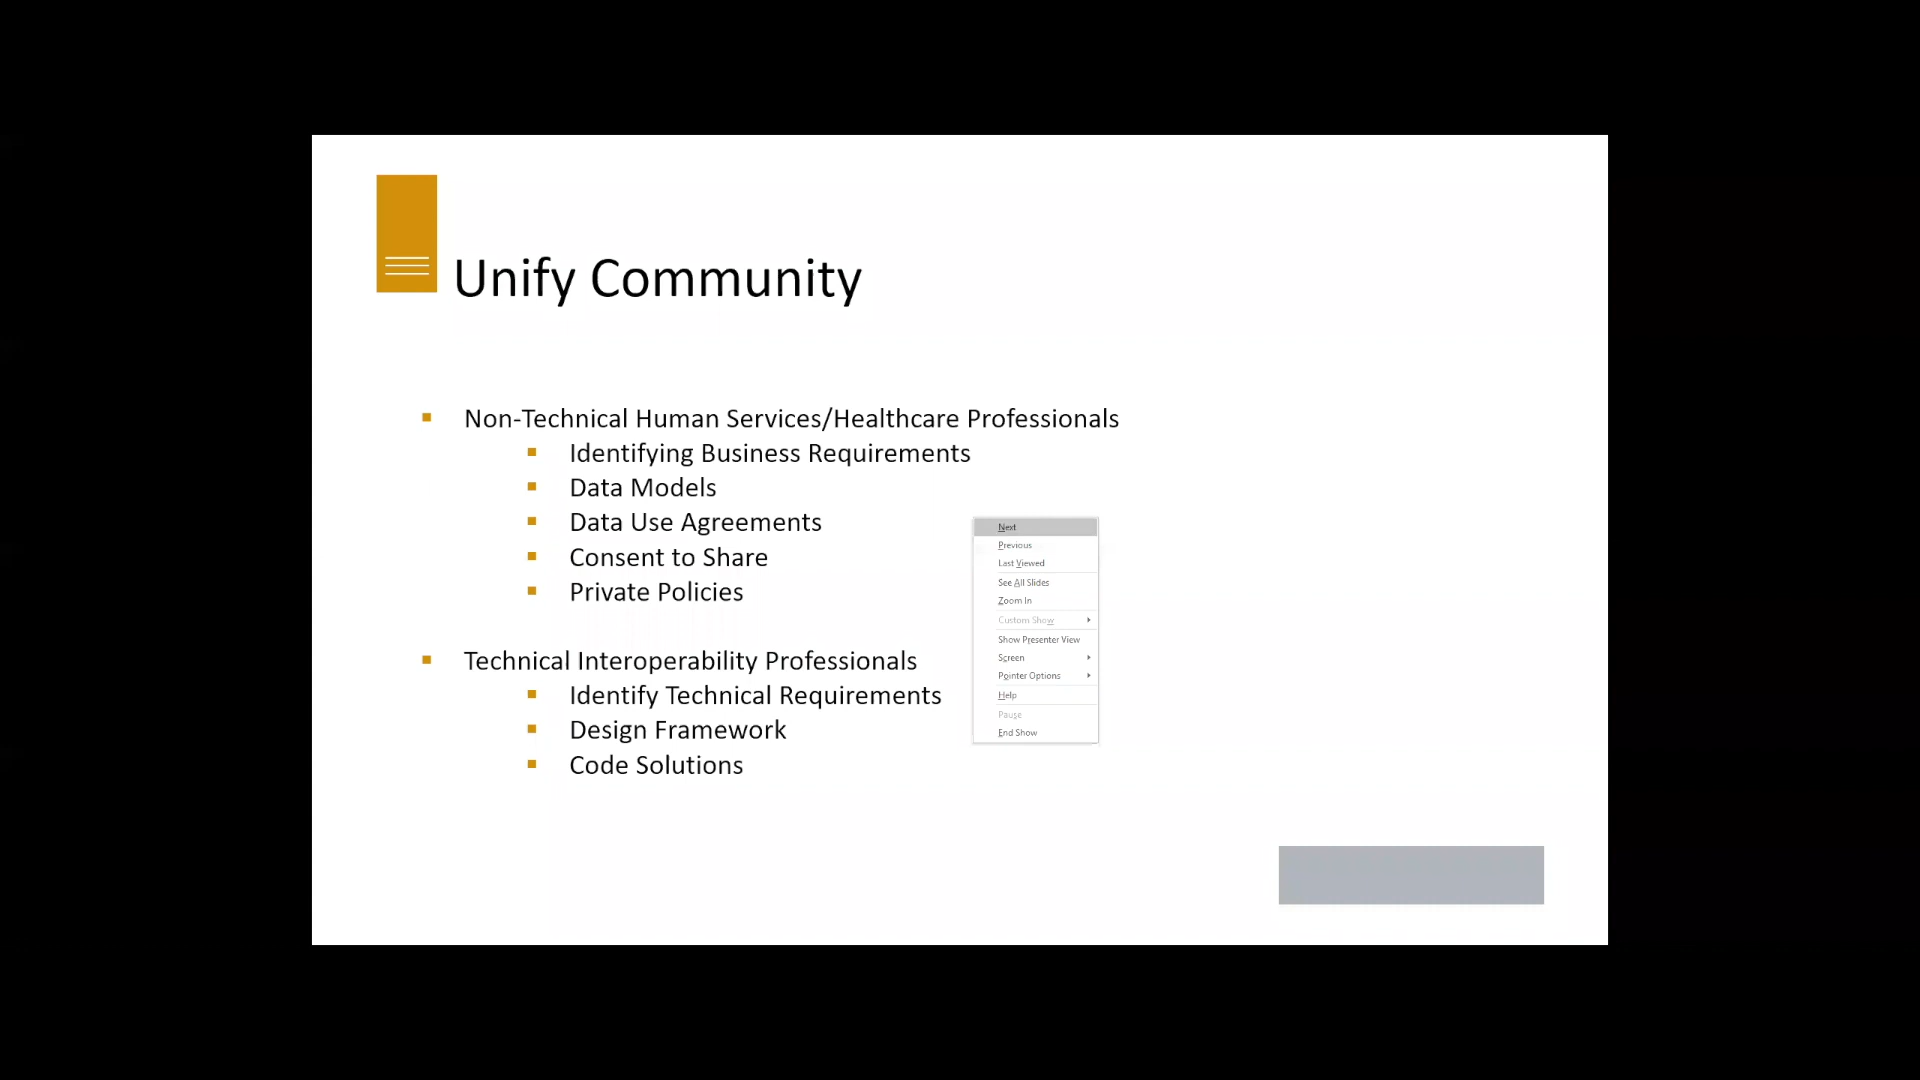 Unify Community
Non-Technical Human Services/Healthcare Professionals
Identifying Business Requirements
Data Models
Data Use Agreements
Consent to Share
Private Policies
Technical Interoperability Professionals
Identify Technical Requirements
Design Framework
Code Solutions
Next
Previous
Last Viewed
See All Slides
Zoom In
Custom Show
Show Presenter View
Screen
Pointer Options
Help
Pause
End Show